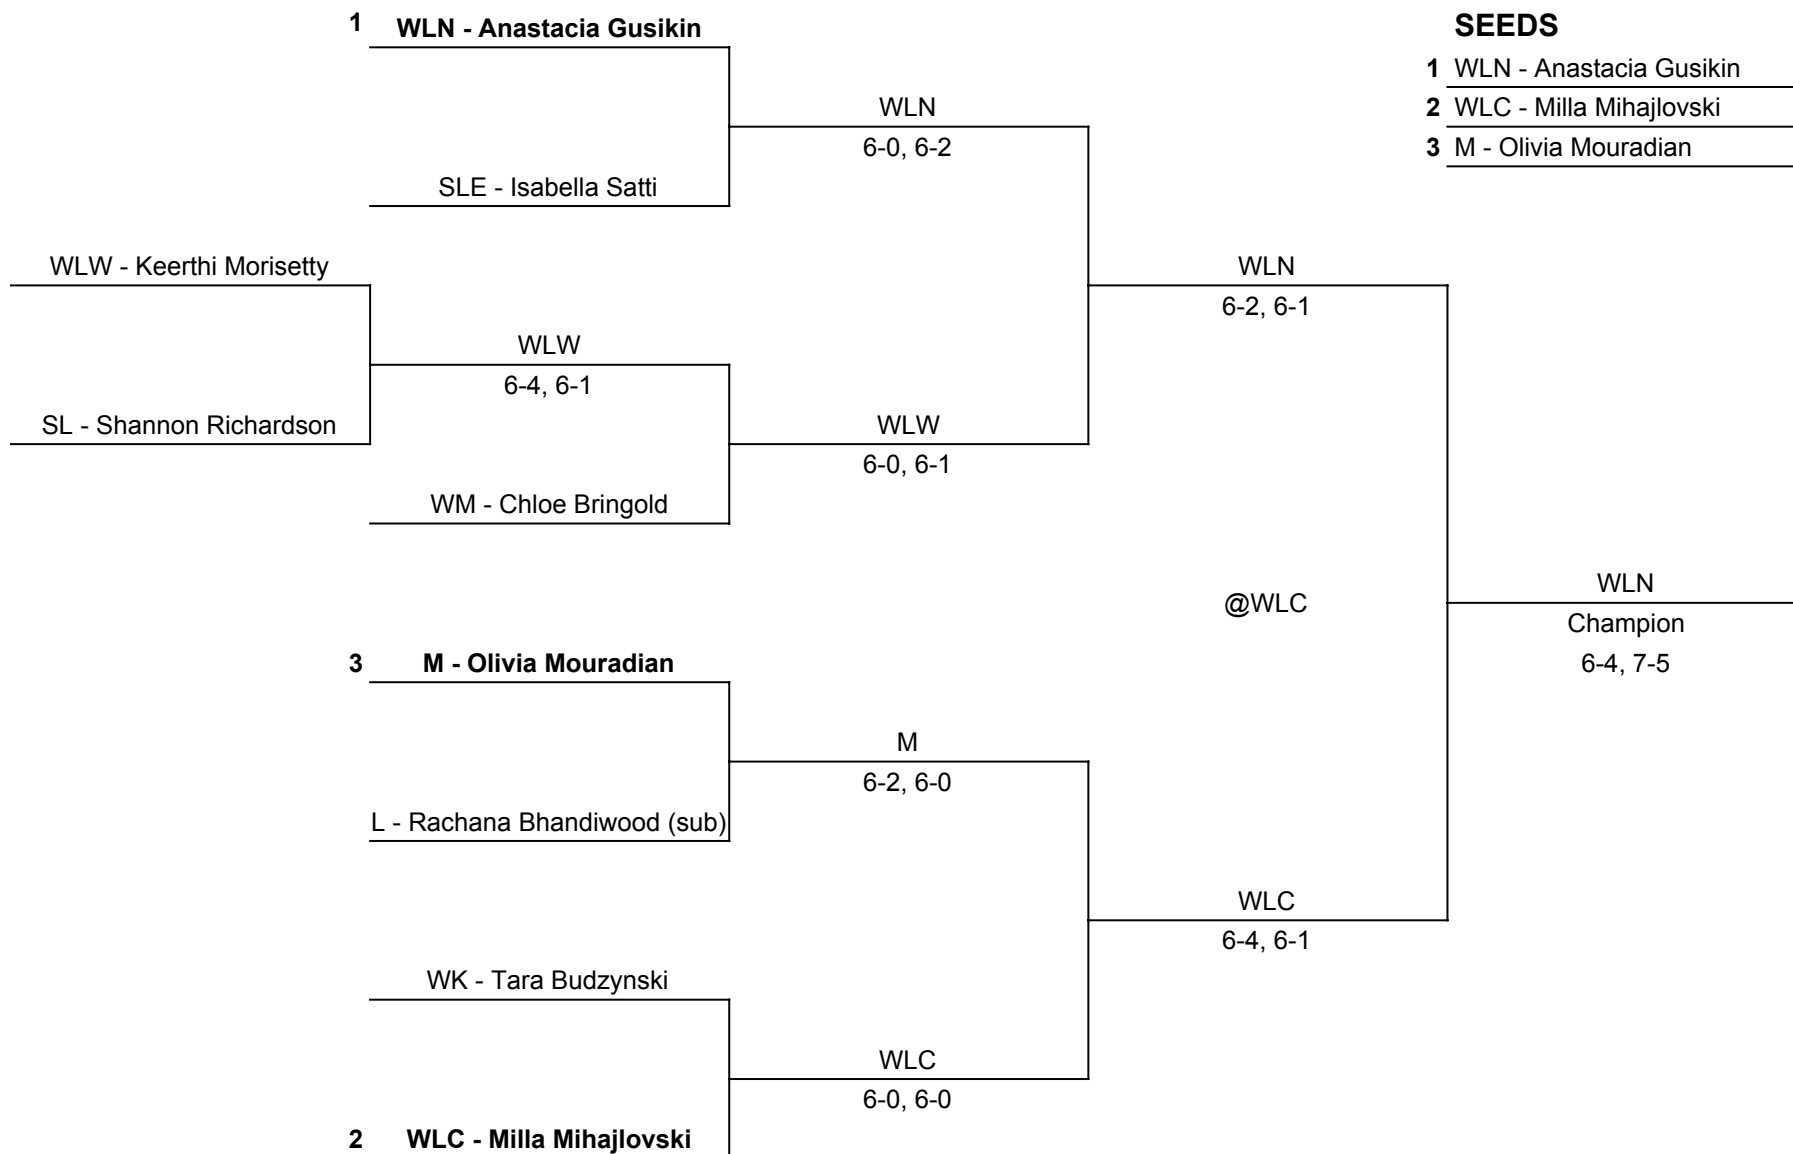 1 WLN - Anastacia Gusikin
SEEDS
1 WLN - Anastacia Gusikin
2 WLC - Milla Mihajlovski
3 M - Olivia Mouradian
WLN
6-0, 6-2
SLE - Isabella Satti
WLW - Keerthi Morisetty
WLN
6-2, 6-1
WLW
6-4, 6-1
SL - Shannon Richardson
WLW
6-0, 6-1
WM - Chloe Bringold
@WLC
WLN
Champion
6-4, 7-5
3 M - Olivia Mouradian
M
6-2, 6-0
L - Rachana Bhandiwood (sub)
WLC
6-4, 6-1
WK - Tara Budzynski
WLC
6-0, 6-0
2 WLC - Milla Mihajlovski